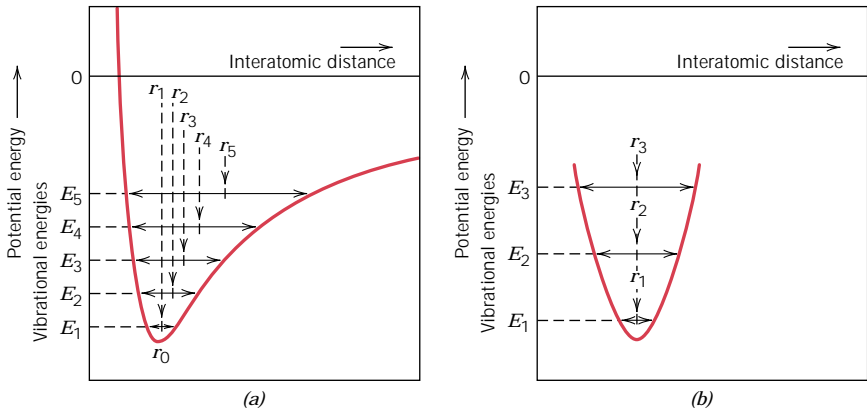 0
Interatomic distance
Potential energy
Vibrational energies
r1
r2
r3
r4
r5
E5
E4
E3
E2
E1
r0
(a)
0
Interatomic distance
Potential energy
Vibrational energies
r3
E3
r2
E2
r1
E1
(b)